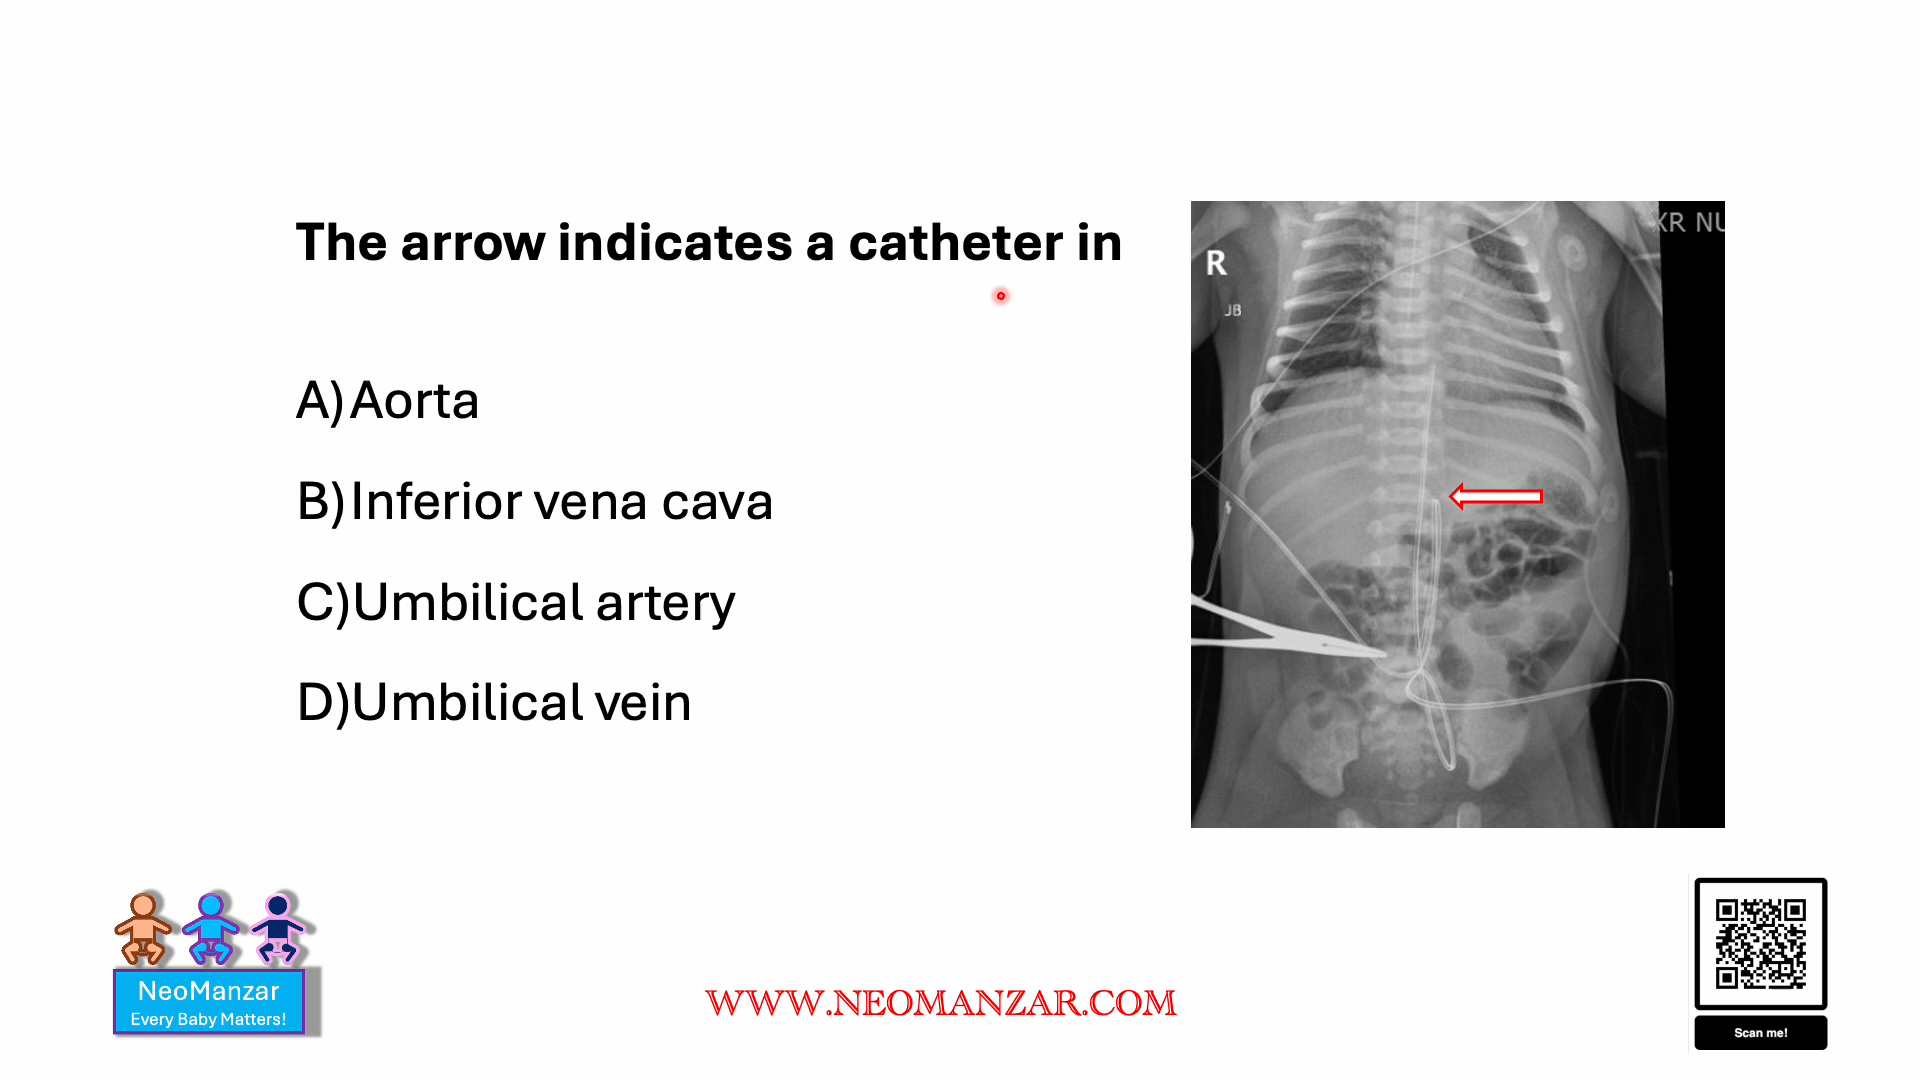 The arrow indicates a catheter in
A) Aorta
B) Inferior vena cava
C) Umbilical artery
D) Umbilical vein
R
JB
XR NU
NeoManzar
Every Baby Matters!
WWW.NEOMANZAR.COM
Scan me!